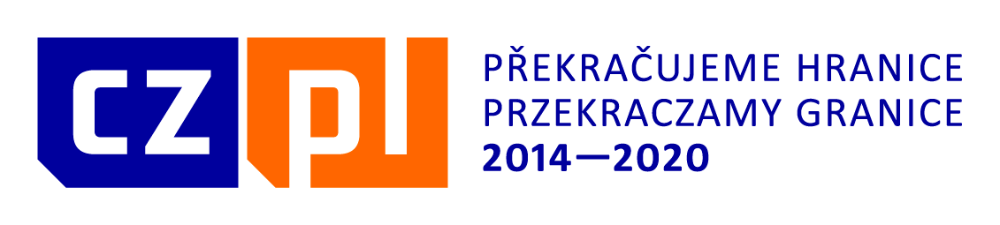 cz pl
PŘEKRAČUJEME HRANICE
PRZEKRACZAMY GRANICE
2014—2020